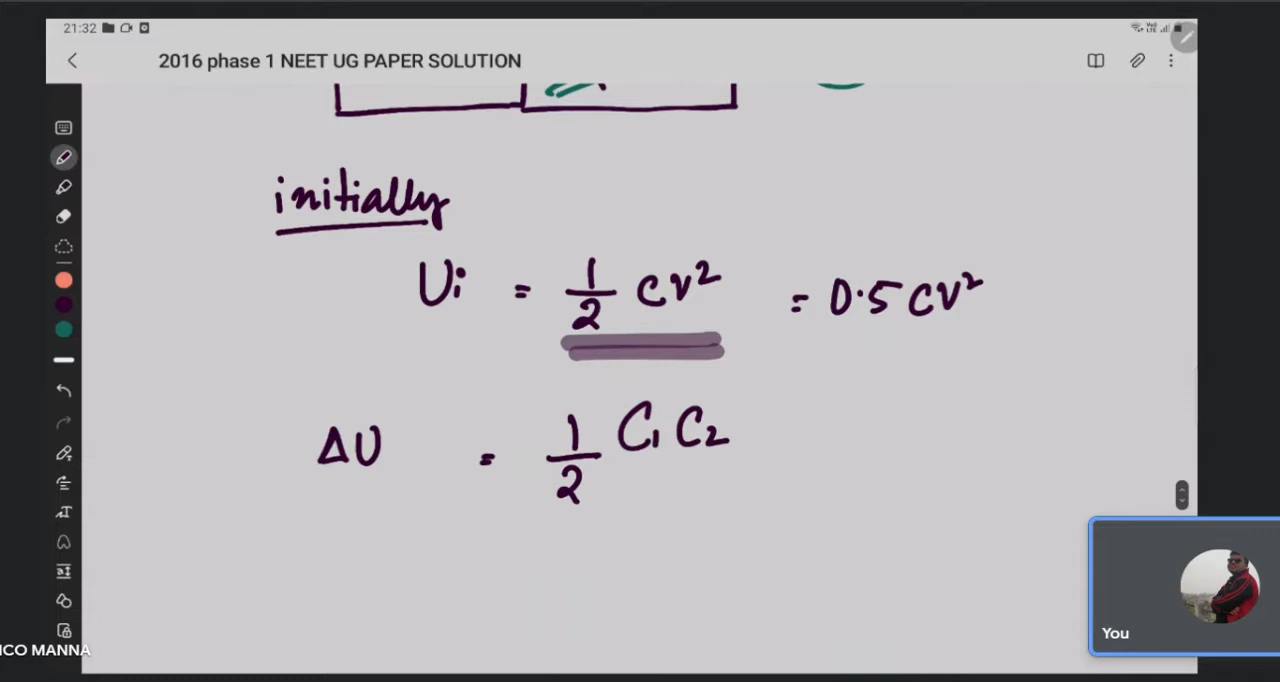 21:32
2016 phase 1 NEET UG PAPER SOLUTION
initially
Ui = 1/2 CV² = 0.5 CV²
ΔU = 1/2 C₁ C₂
You
ICO MANNA